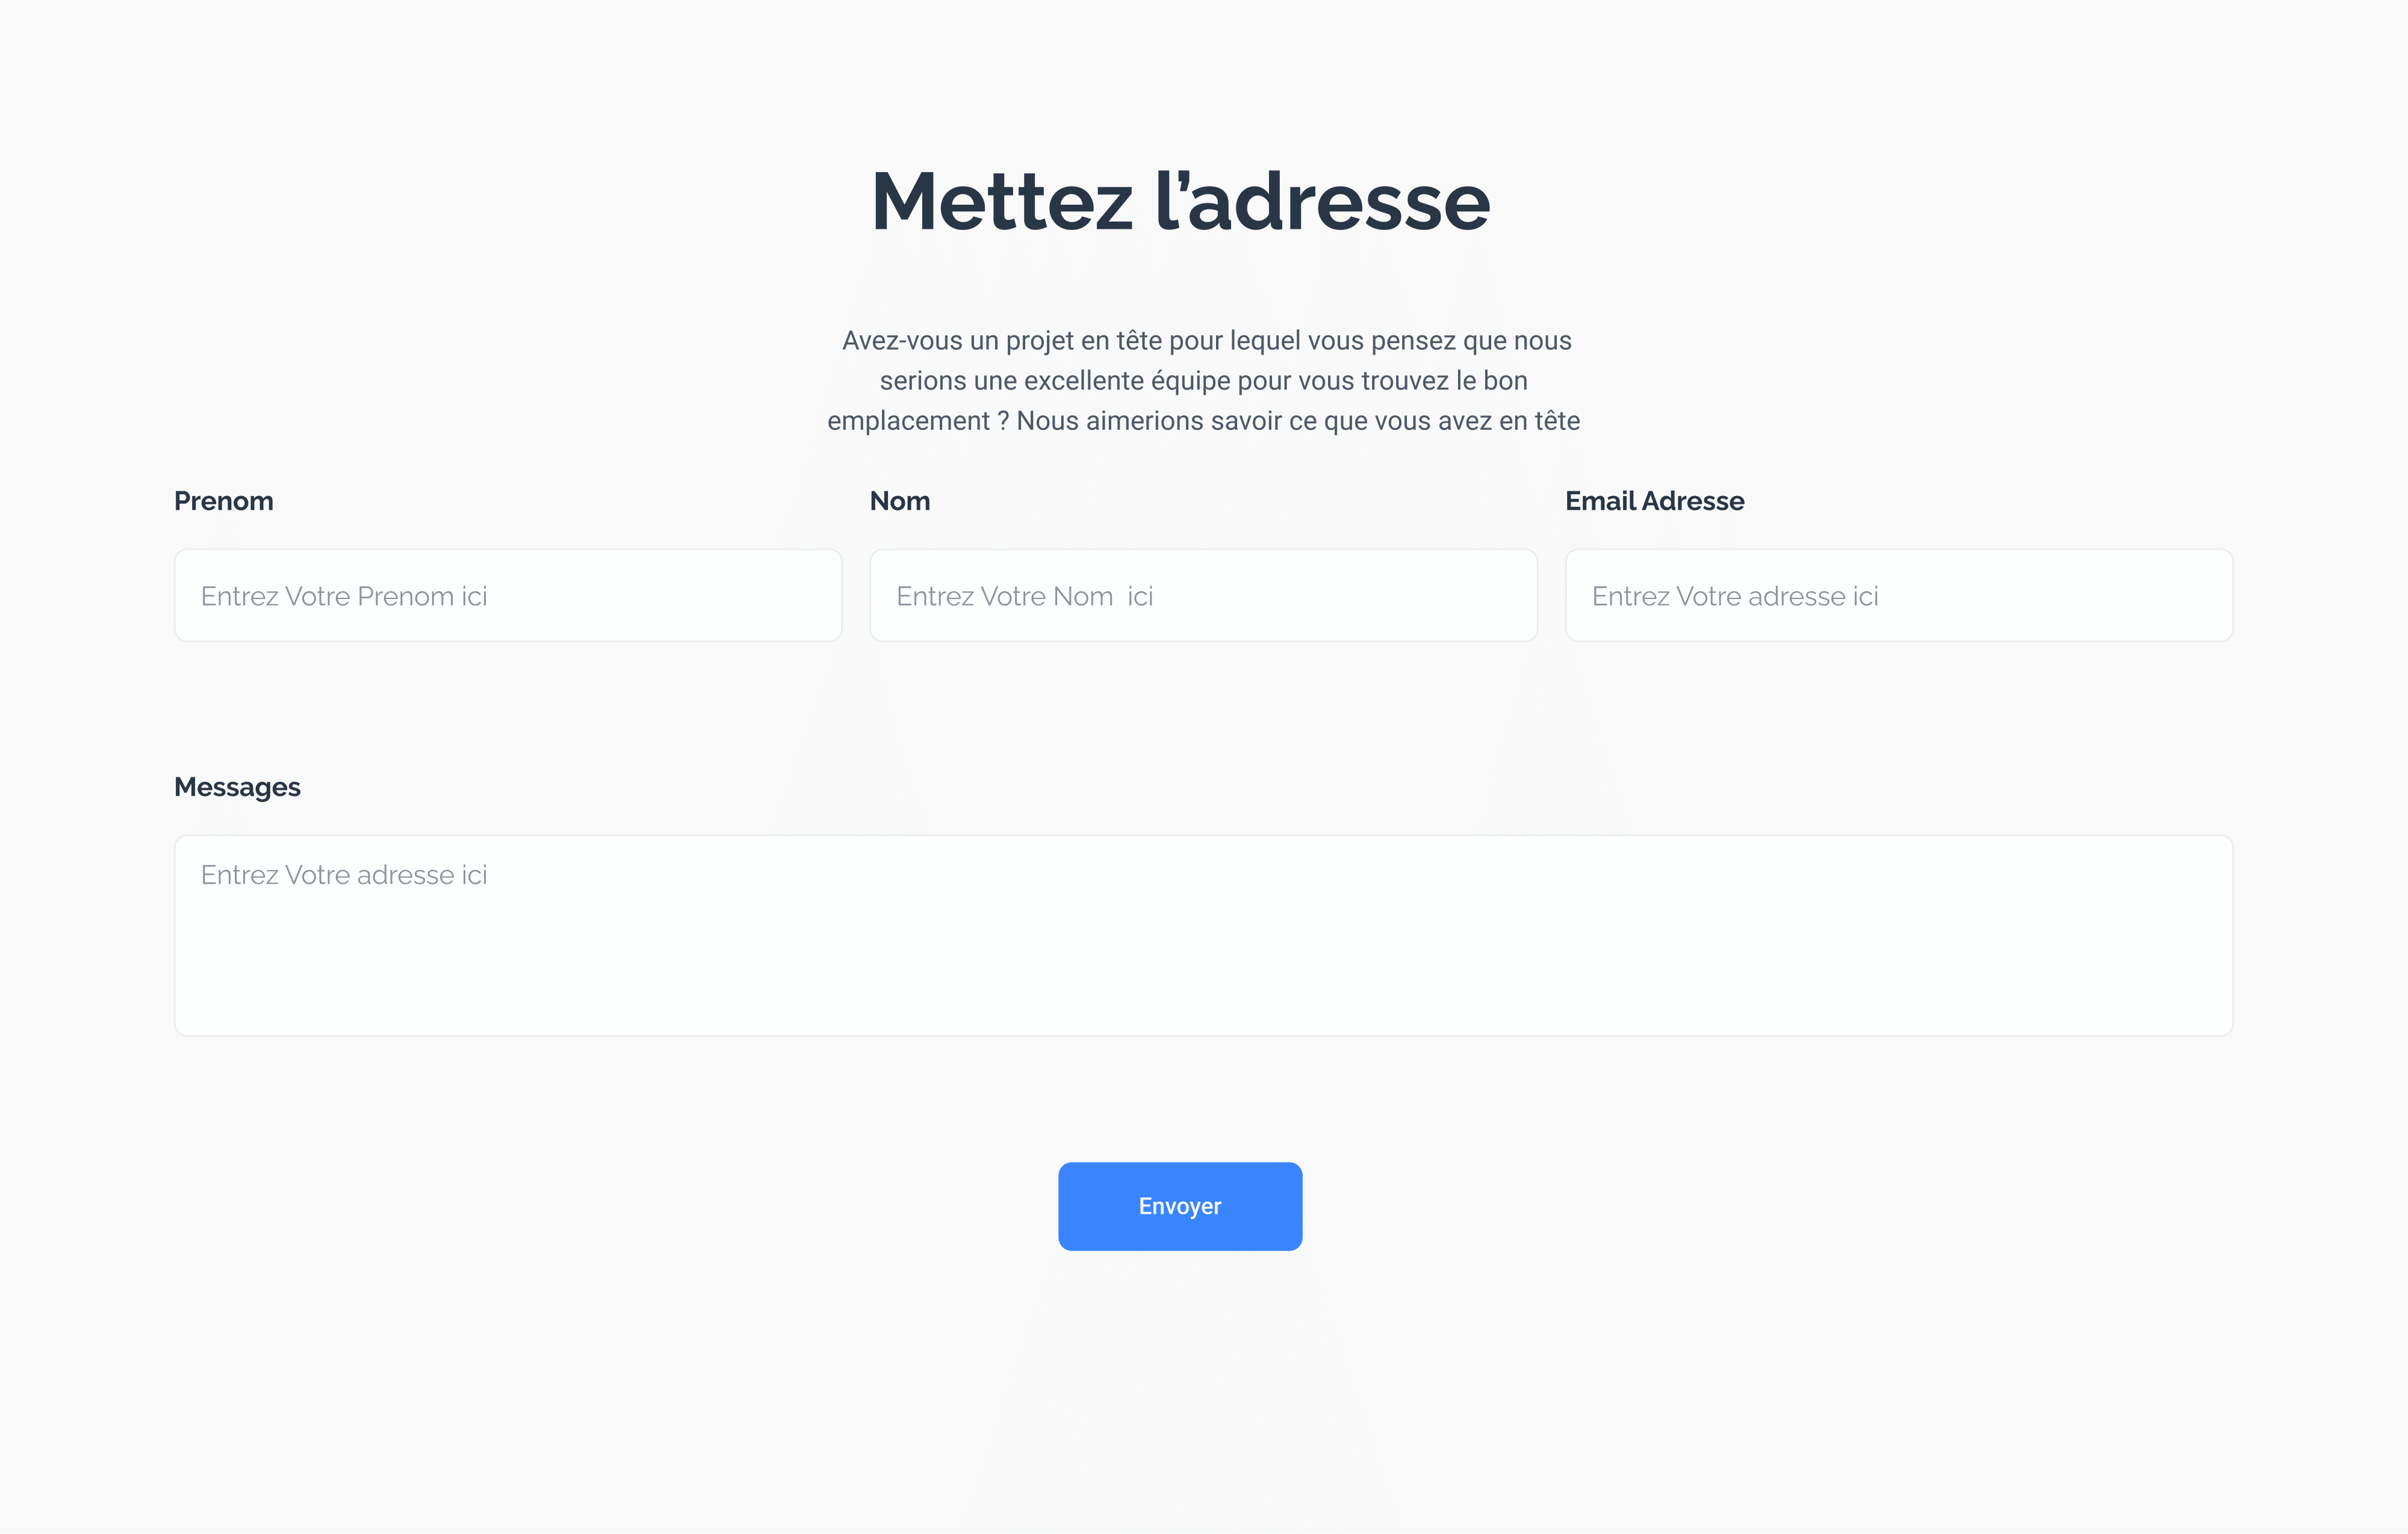 Mettez l’adresse
Avez-vous un projet en tête pour lequel vous pensez que nous
serions une excellente équipe pour vous trouvez le bon
emplacement ? Nous aimerions savoir ce que vous avez en tête
Prenom
Nom
Email Adresse
Entrez Votre Prenom ici
Entrez Votre Nom  ici
Entrez Votre adresse ici
Messages
Entrez Votre adresse ici
Envoyer